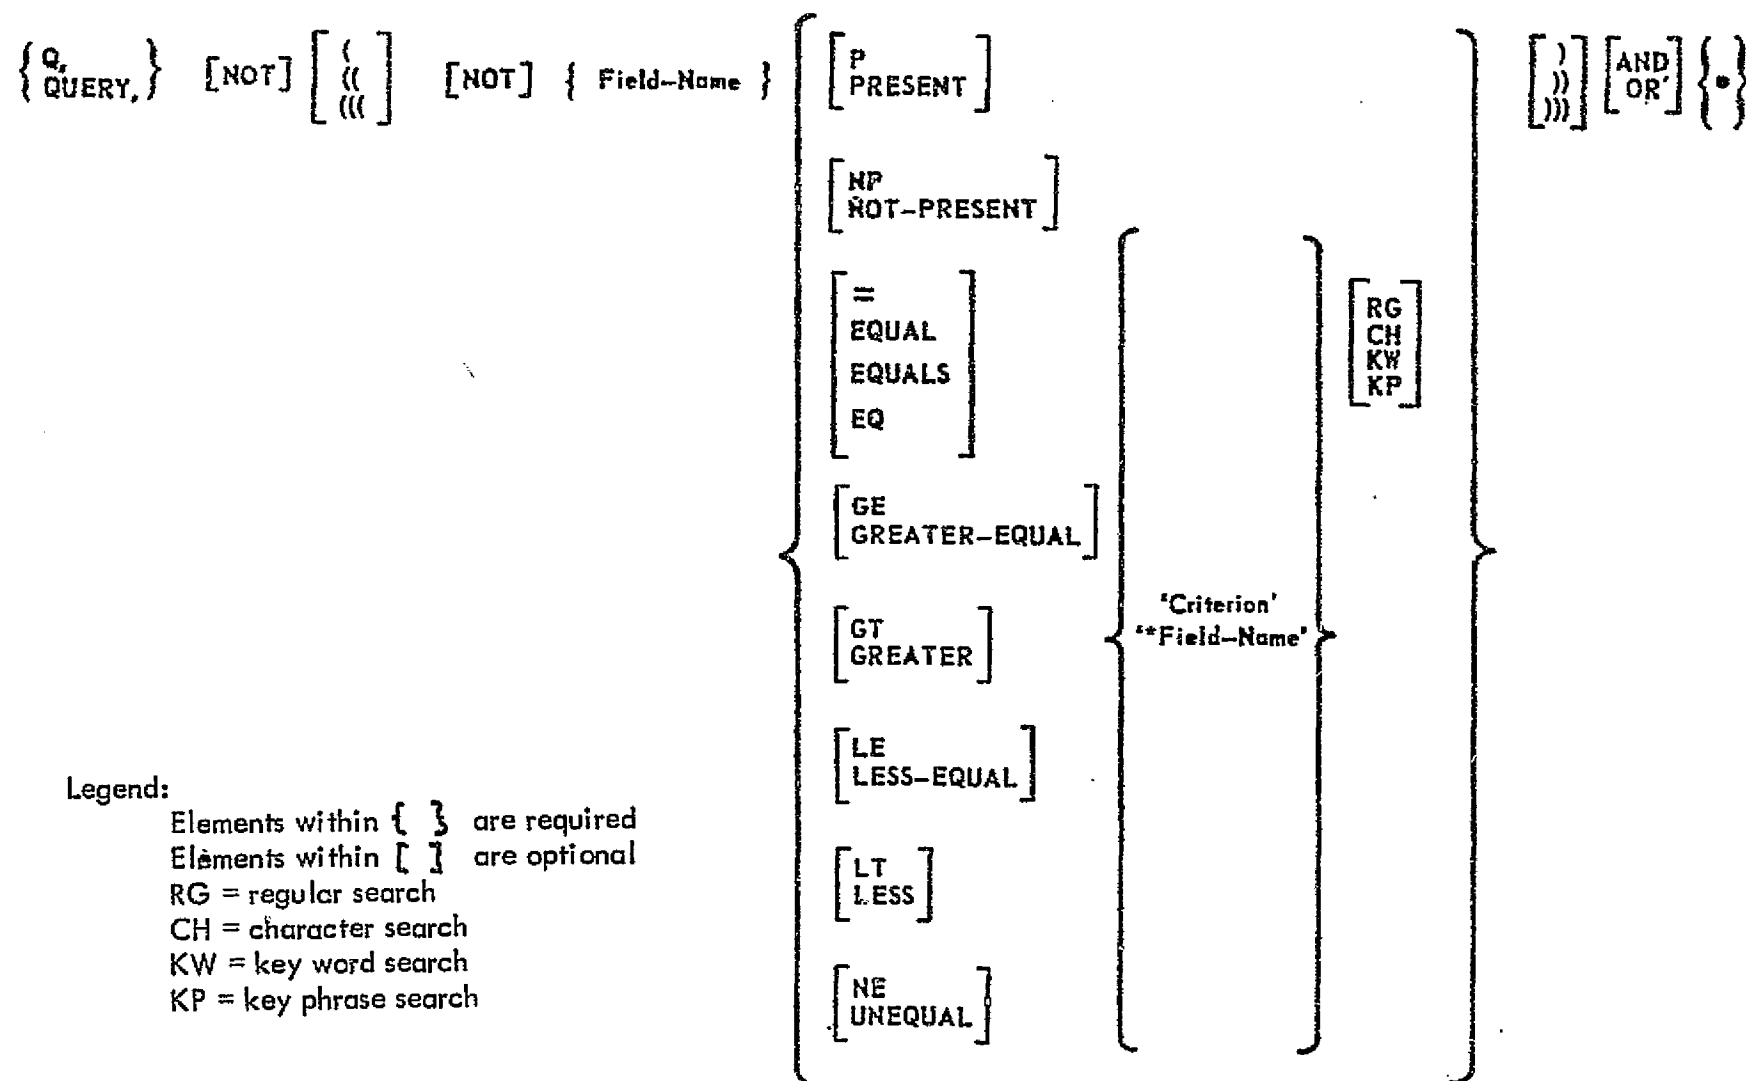 { Q, QUERY, } [NOT] [ ( (( ((( ] [NOT] { Field-Name }
P
PRESENT
NP
NOT-PRESENT
=
EQUAL
EQUALS
EQ
GE
GREATER-EQUAL
GT
GREATER
LE
LESS-EQUAL
LT
LESS
NE
UNEQUAL
'Criterion'
'*Field-Name'
RG
CH
KW
KP
)
))
)))
AND
OR
•
Legend:
Elements within { } are required
Elements within [ ] are optional
RG = regular search
CH = character search
KW = key word search
KP = key phrase search